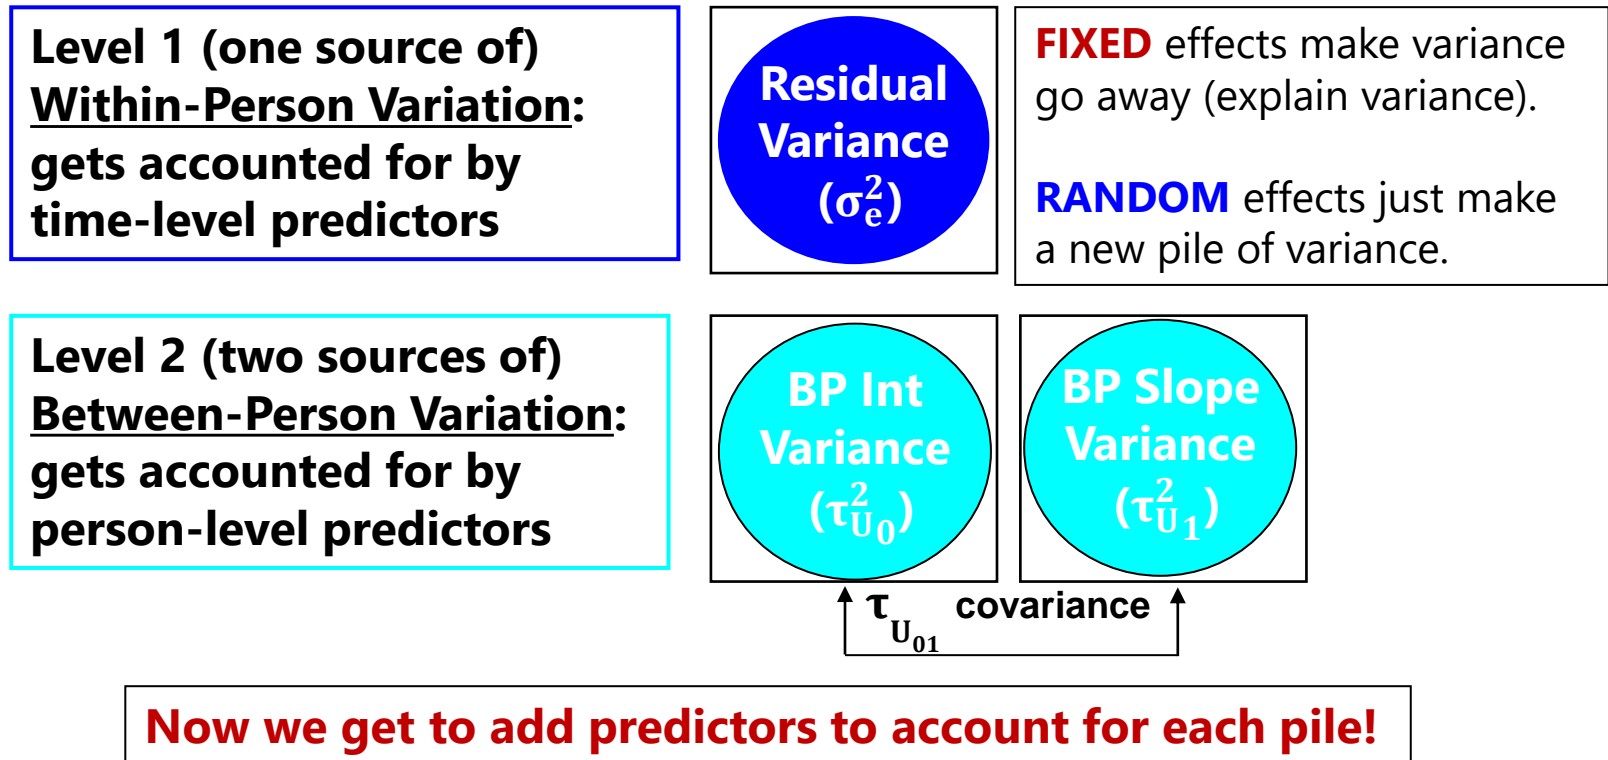 Level 1 (one source of)
Within-Person Variation:
gets accounted for by
time-level predictors
Residual
Variance
(σ²ₑ)
FIXED effects make variance
go away (explain variance).
RANDOM effects just make
a new pile of variance.
Level 2 (two sources of)
Between-Person Variation:
gets accounted for by
person-level predictors
BP Int
Variance
(τ²_U₀)
BP Slope
Variance
(τ²_U₁)
τ_U₀₁ covariance
Now we get to add predictors to account for each pile!